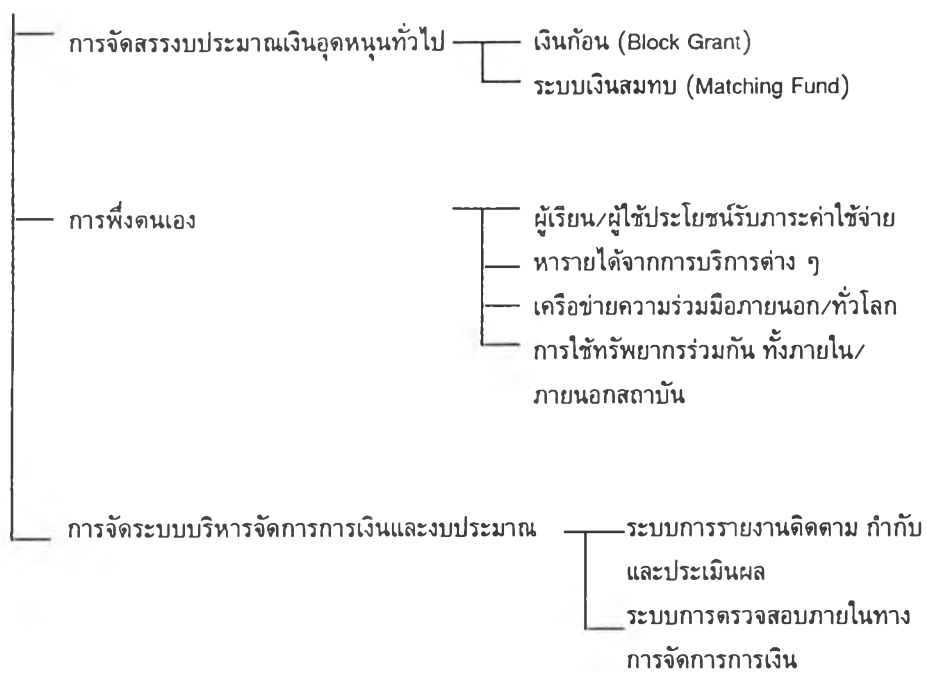 การจัดสรรงบประมาณเงินอุดหนุนทั่วไป
เงินก้อน (Block Grant)
ระบบเงินสมทบ (Matching Fund)
การพึ่งตนเอง
ผู้เรียน/ผู้ใช้ประโยชน์รับภาระค่าใช้จ่าย
หารายได้จากการบริการต่าง ๆ
เครือข่ายความร่วมมือภายนอก/ทั่วโลก
การใช้ทรัพยากรร่วมกัน ทั้งภายใน/
ภายนอกสถาบัน
การจัดระบบบริหารจัดการการเงินและงบประมาณ
ระบบการรายงานติดตาม กำกับ
และประเมินผล
ระบบการตรวจสอบภายในทาง
การจัดการการเงิน